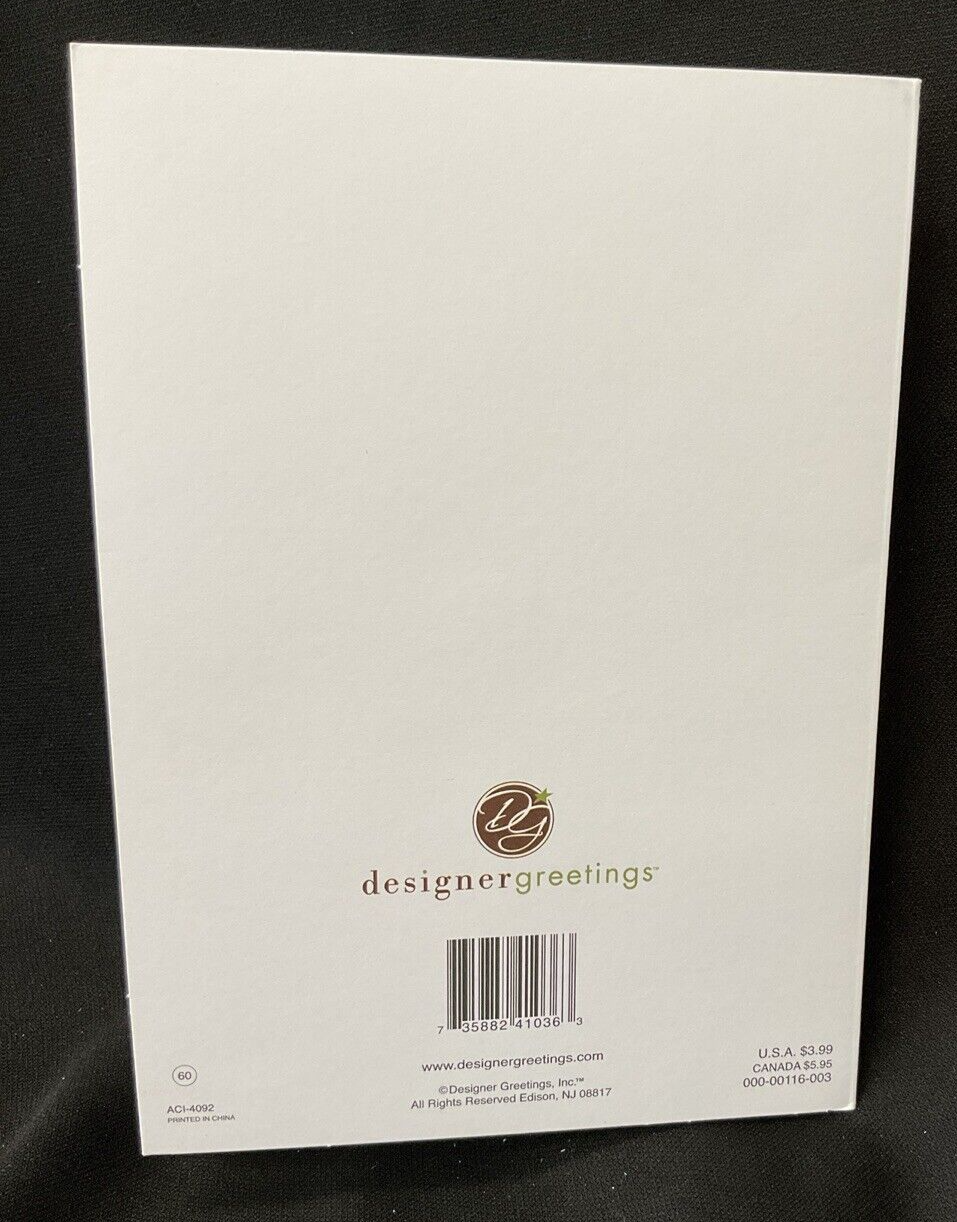 DG
designergreetings™
7 35882 41036 3
www.designergreetings.com
©Designer Greetings, Inc.™
All Rights Reserved Edison, NJ 08817
60
ACI-4092
PRINTED IN CHINA
U.S.A. $3.99
CANADA $5.95
000-00116-003